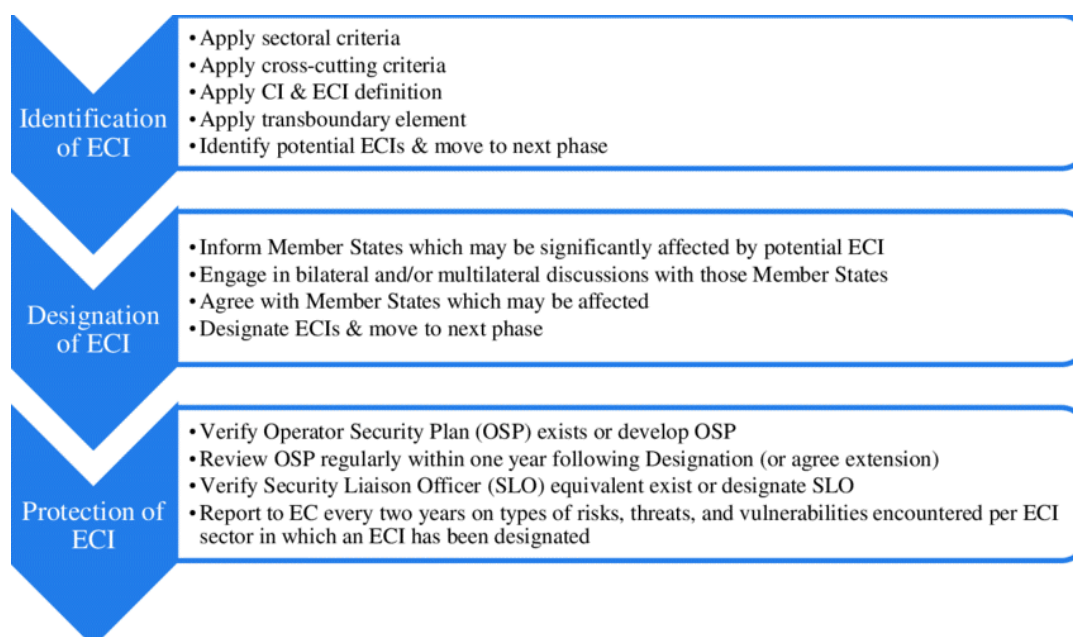 Identification
of ECI
• Apply sectoral criteria
• Apply cross-cutting criteria
• Apply CI & ECI definition
• Apply transboundary element
• Identify potential ECIs & move to next phase
Designation
of ECI
• Inform Member States which may be significantly affected by potential ECI
• Engage in bilateral and/or multilateral discussions with those Member States
• Agree with Member States which may be affected
• Designate ECIs & move to next phase
Protection of
ECI
• Verify Operator Security Plan (OSP) exists or develop OSP
• Review OSP regularly within one year following Designation (or agree extension)
• Verify Security Liaison Officer (SLO) equivalent exist or designate SLO
• Report to EC every two years on types of risks, threats, and vulnerabilities encountered per ECI
sector in which an ECI has been designated